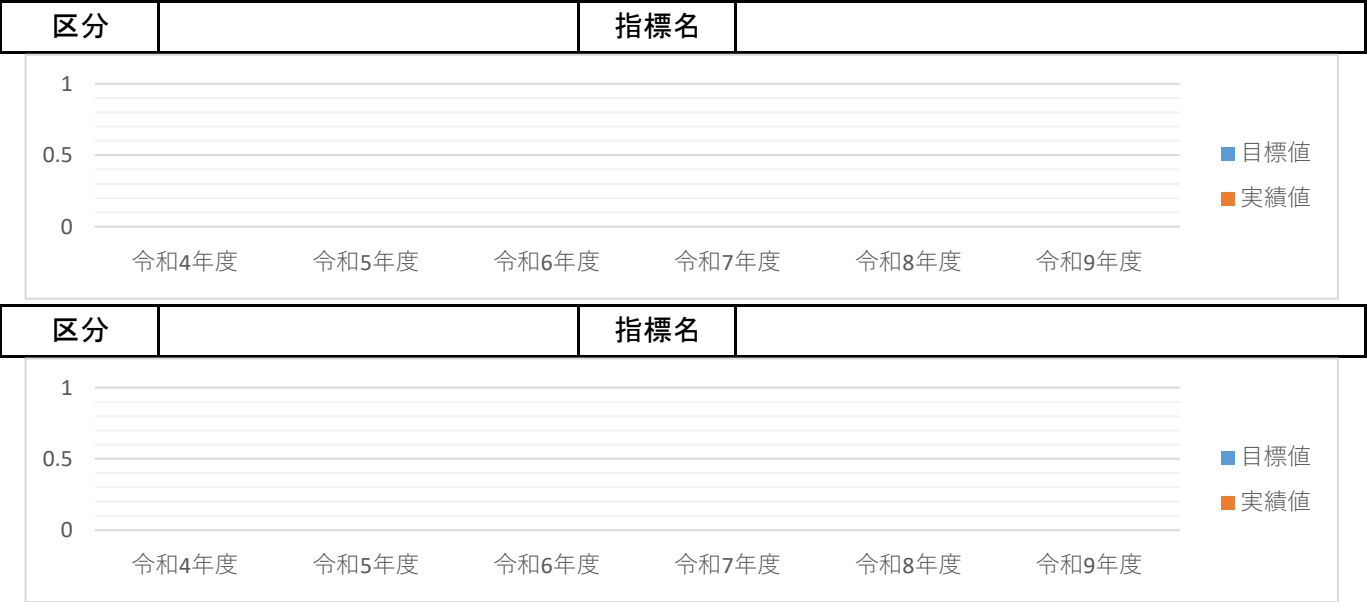 区分 指標名
1
0.5
0
令和4年度 令和5年度 令和6年度 令和7年度 令和8年度 令和9年度
目標値
実績値
区分 指標名
1
0.5
0
令和4年度 令和5年度 令和6年度 令和7年度 令和8年度 令和9年度
目標値
実績値